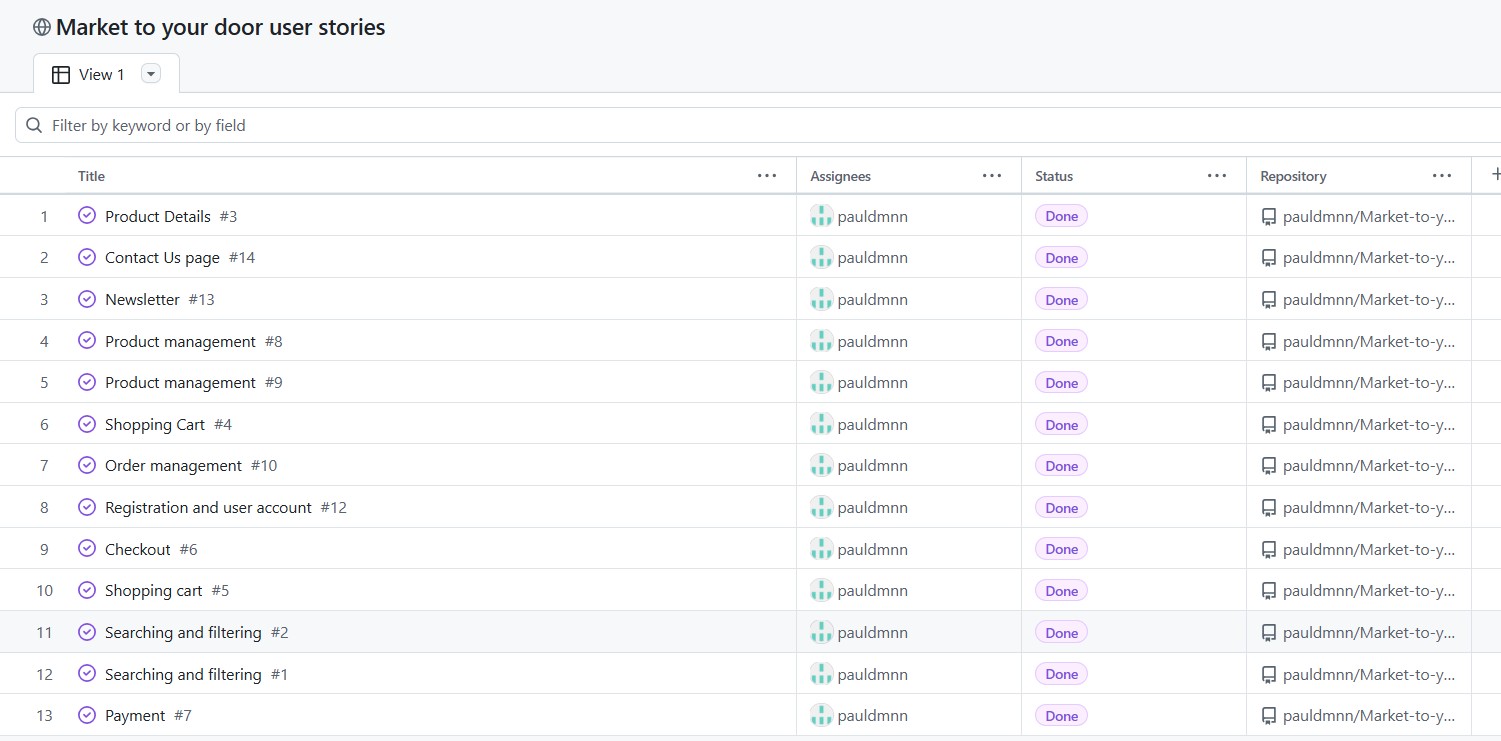 Market to your door user stories
View 1
Filter by keyword or by field
Title Assignees Status Repository
1 Product Details #3 pauldmnn Done pauldmnn/Market-to-y...
2 Contact Us page #14 pauldmnn Done pauldmnn/Market-to-y...
3 Newsletter #13 pauldmnn Done pauldmnn/Market-to-y...
4 Product management #8 pauldmnn Done pauldmnn/Market-to-y...
5 Product management #9 pauldmnn Done pauldmnn/Market-to-y...
6 Shopping Cart #4 pauldmnn Done pauldmnn/Market-to-y...
7 Order management #10 pauldmnn Done pauldmnn/Market-to-y...
8 Registration and user account #12 pauldmnn Done pauldmnn/Market-to-y...
9 Checkout #6 pauldmnn Done pauldmnn/Market-to-y...
10 Shopping cart #5 pauldmnn Done pauldmnn/Market-to-y...
11 Searching and filtering #2 pauldmnn Done pauldmnn/Market-to-y...
12 Searching and filtering #1 pauldmnn Done pauldmnn/Market-to-y...
13 Payment #7 pauldmnn Done pauldmnn/Market-to-y...